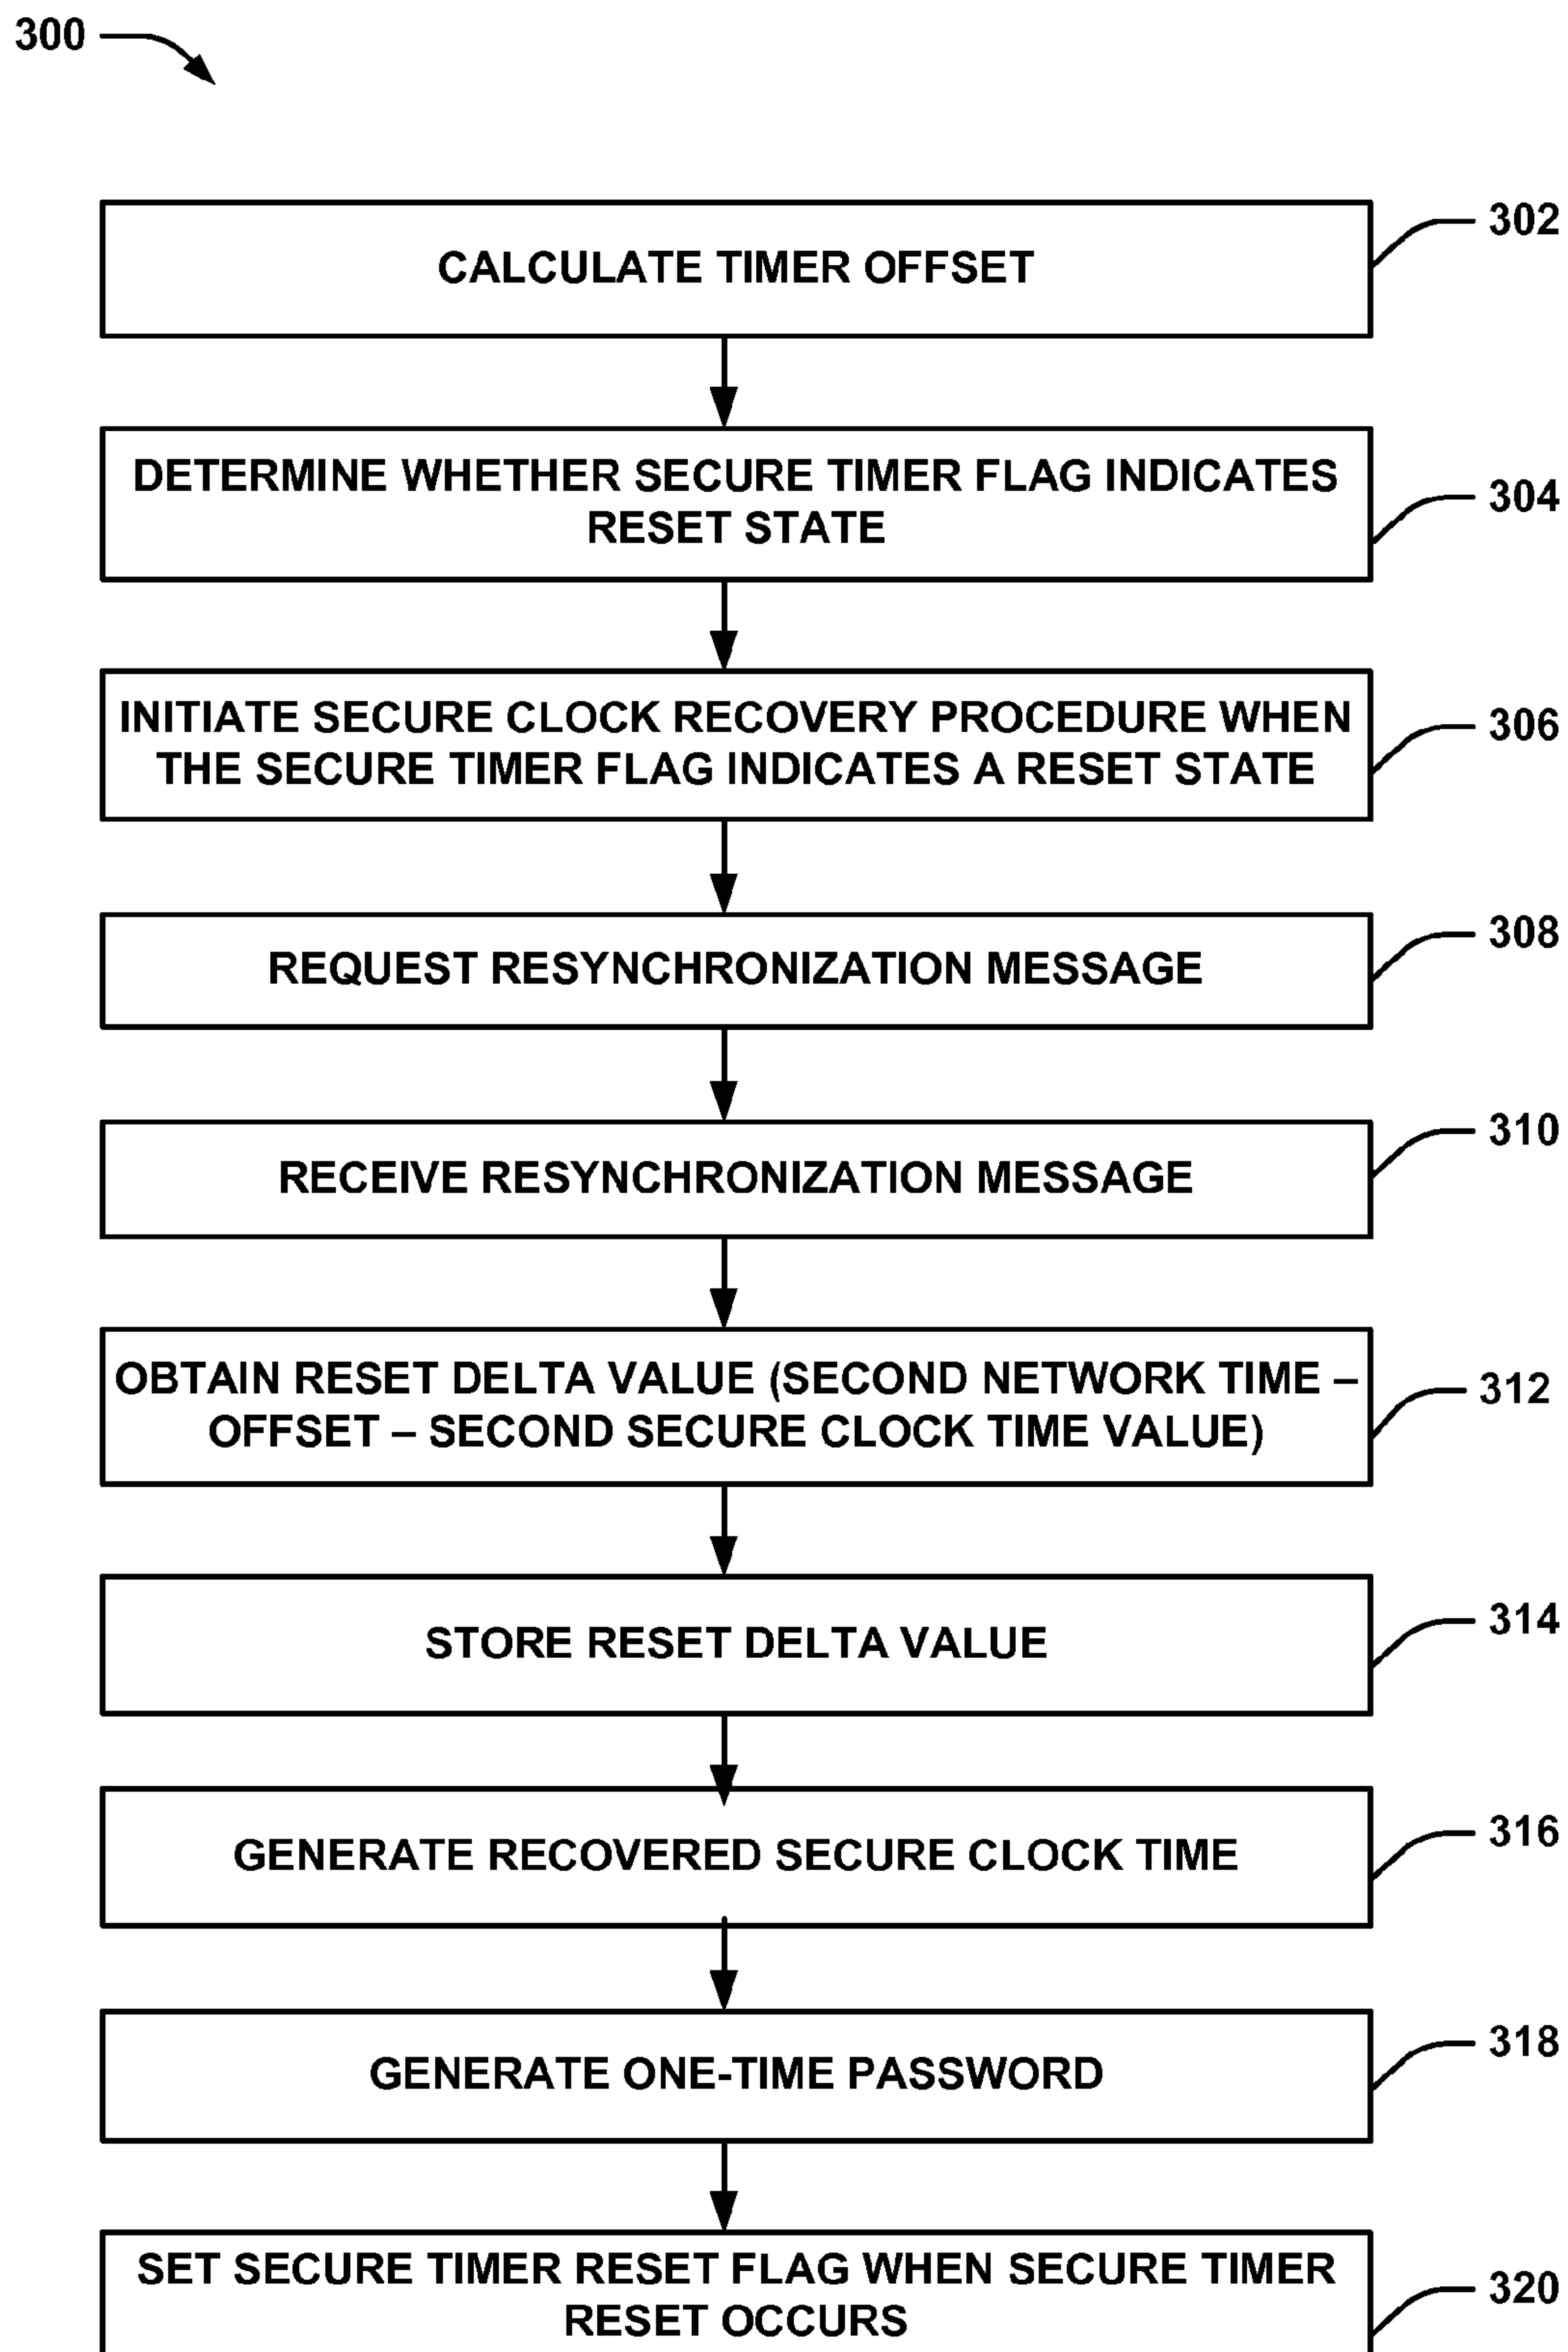 300
CALCULATE TIMER OFFSET
302
DETERMINE WHETHER SECURE TIMER FLAG INDICATES
RESET STATE
304
INITIATE SECURE CLOCK RECOVERY PROCEDURE WHEN
THE SECURE TIMER FLAG INDICATES A RESET STATE
306
REQUEST RESYNCHRONIZATION MESSAGE
308
RECEIVE RESYNCHRONIZATION MESSAGE
310
OBTAIN RESET DELTA VALUE (SECOND NETWORK TIME –
OFFSET – SECOND SECURE CLOCK TIME VALUE)
312
STORE RESET DELTA VALUE
314
GENERATE RECOVERED SECURE CLOCK TIME
316
GENERATE ONE-TIME PASSWORD
318
SET SECURE TIMER RESET FLAG WHEN SECURE TIMER
RESET OCCURS
320